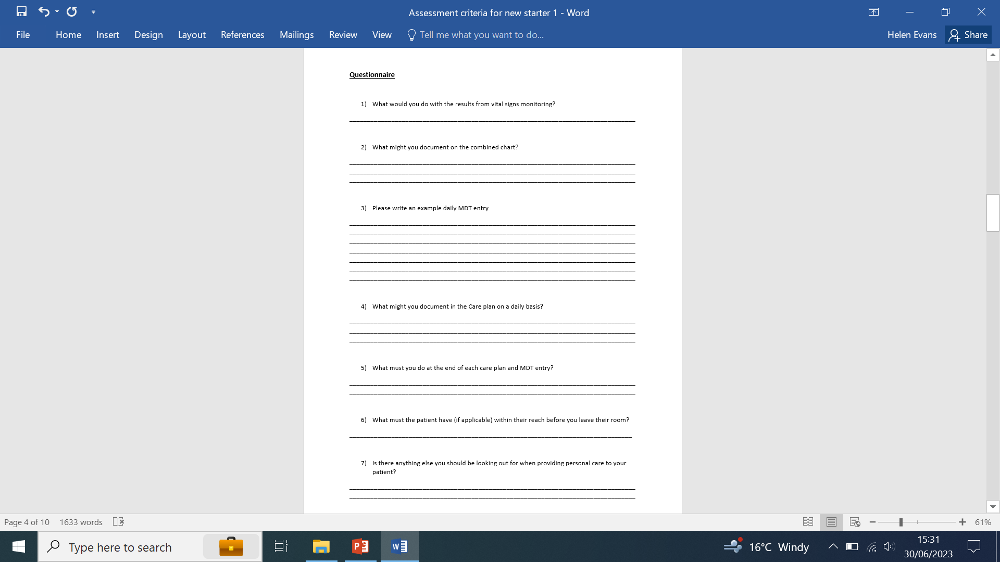 Assessment criteria for new starter 1 - Word
File Home Insert Design Layout References Mailings Review View Tell me what you want to do... Helen Evans Share
Questionnaire
1) What would you do with the results from vital signs monitoring?
2) What might you document on the combined chart?
3) Please write an example daily MDT entry
4) What might you document in the Care plan on a daily basis?
5) What must you do at the end of each care plan and MDT entry?
6) What must the patient have (if applicable) within their reach before you leave their room?
7) Is there anything else you should be looking out for when providing personal care to your
patient?
Page 4 of 10 1633 words 61%
Type here to search 16°C Windy 15:31
30/06/2023